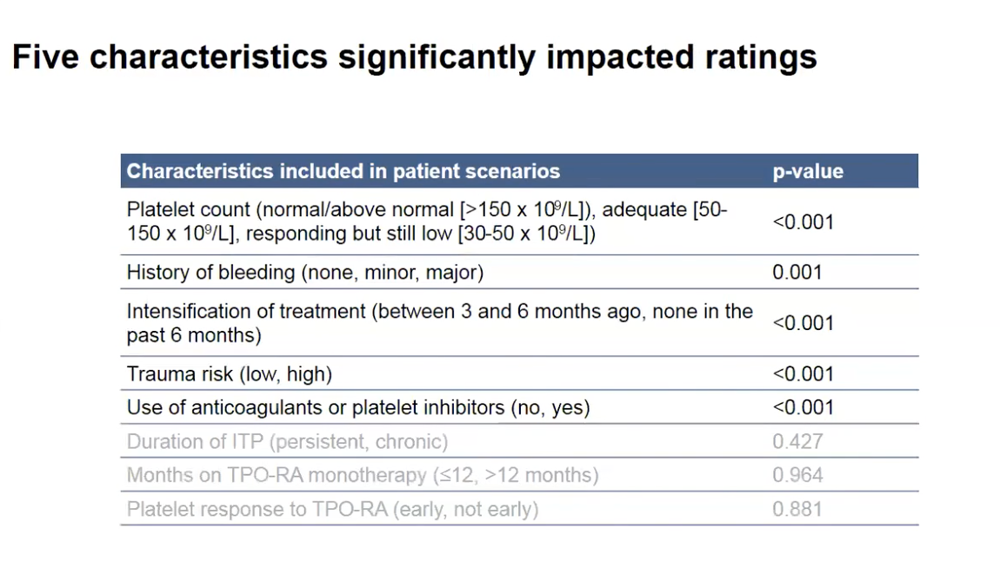 Five characteristics significantly impacted ratings
Characteristics included in patient scenarios p-value
Platelet count (normal/above normal [>150 x 10⁹/L]), adequate [50-
150 x 10⁹/L], responding but still low [30-50 x 10⁹/L]) <0.001
History of bleeding (none, minor, major) 0.001
Intensification of treatment (between 3 and 6 months ago, none in the
past 6 months) <0.001
Trauma risk (low, high) <0.001
Use of anticoagulants or platelet inhibitors (no, yes) <0.001
Duration of ITP (persistent, chronic) 0.427
Months on TPO-RA monotherapy (≤12, >12 months) 0.964
Platelet response to TPO-RA (early, not early) 0.881